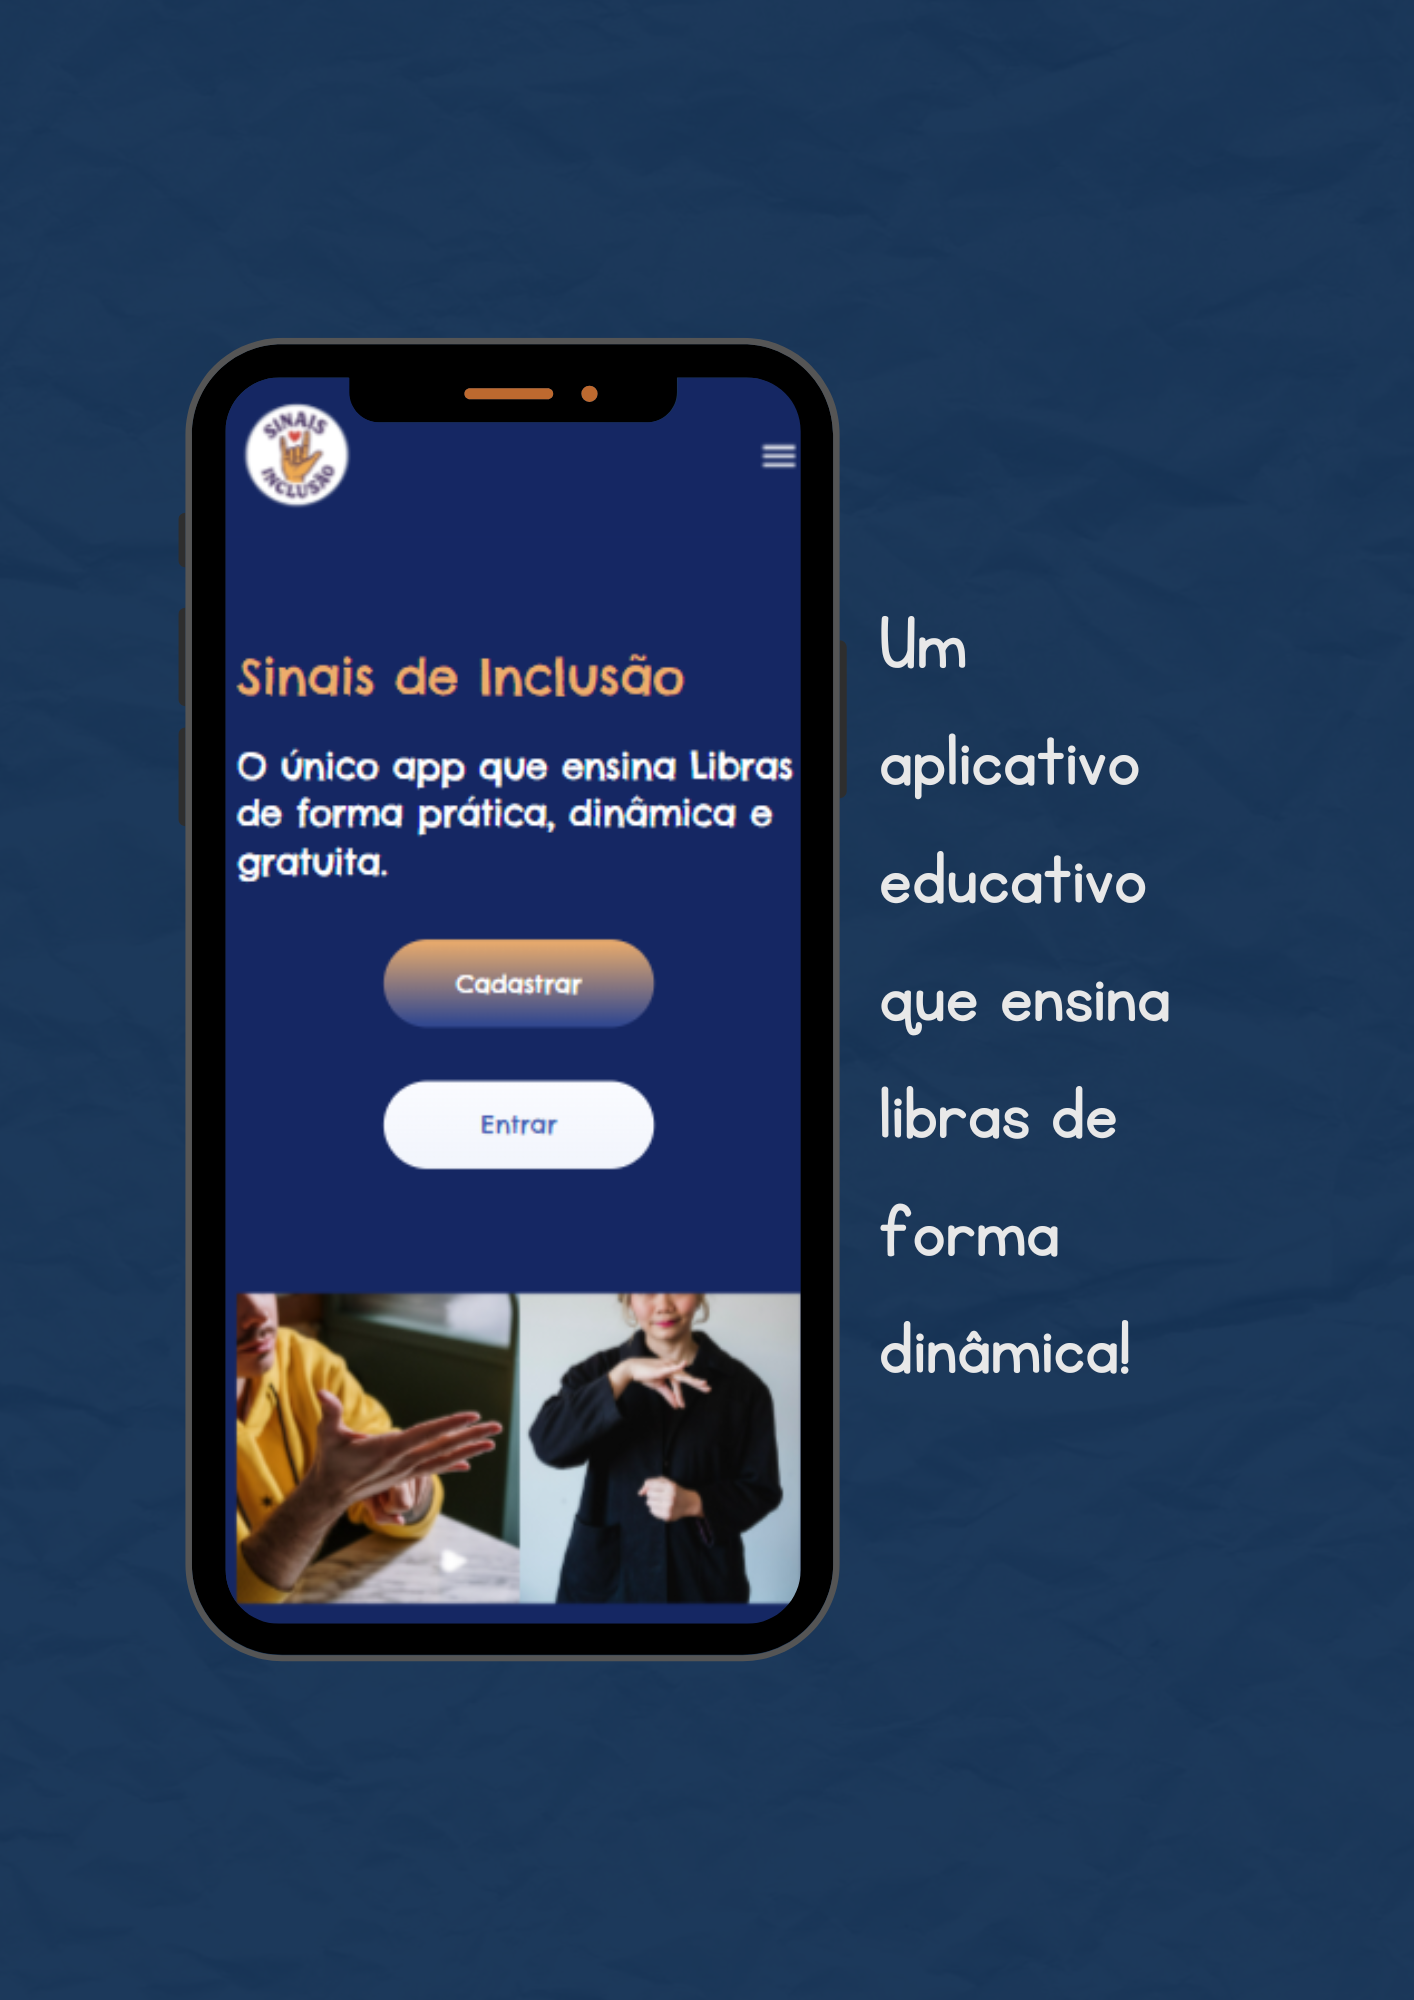 SINAIS
INCLUSÃO
Sinais de Inclusão
O único app que ensina Libras
de forma prática, dinâmica e
gratuita.
Cadastrar
Entrar
Um
aplicativo
educativo
que ensina
libras de
forma
dinâmica!